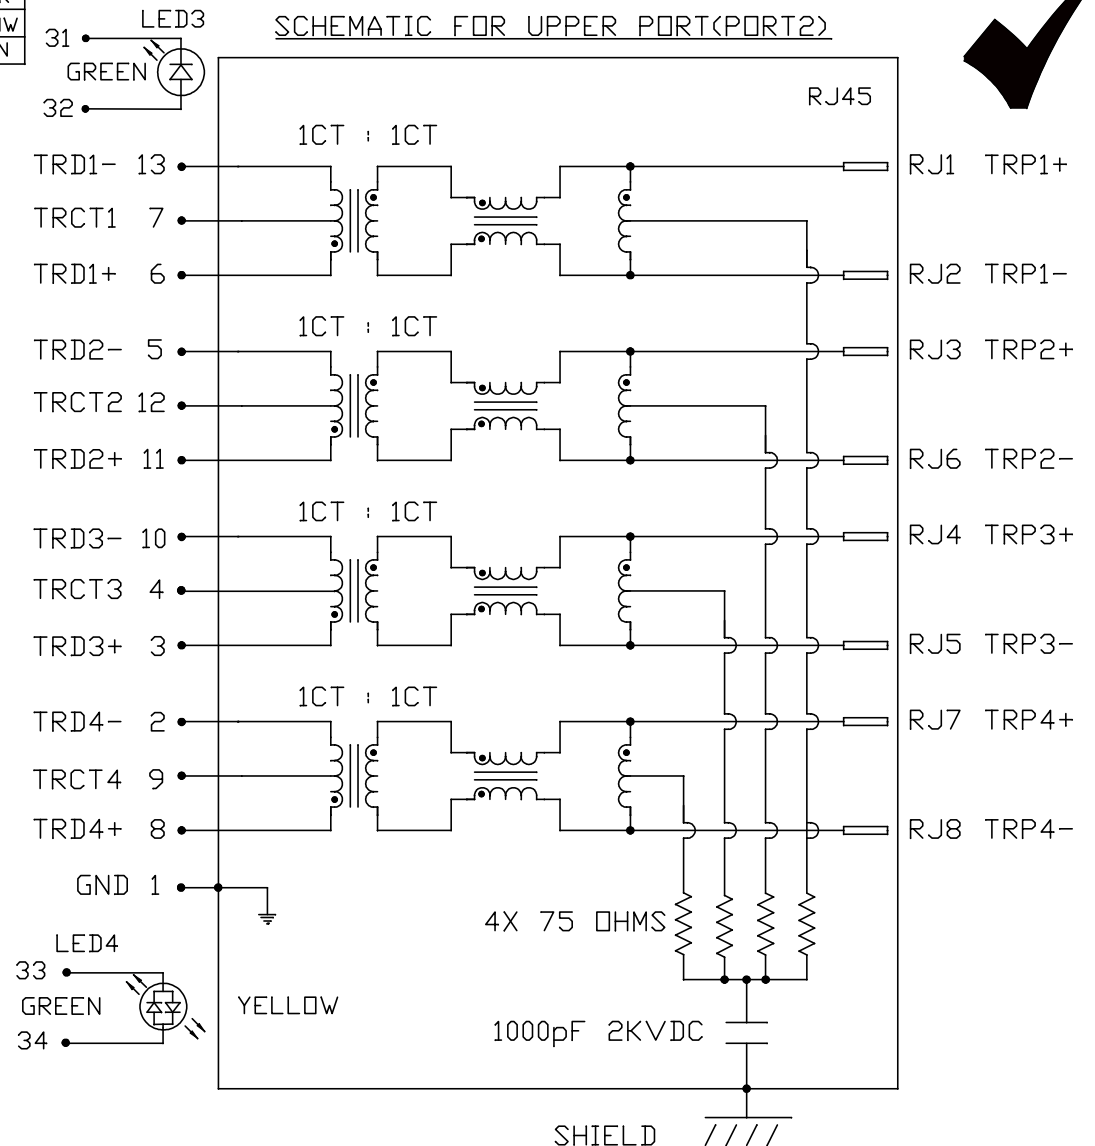 SCHEMATIC FOR UPPER PORT(PORT2)
LED3
31
GREEN
32
RJ45
1CT : 1CT
TRD1- 13
RJ1 TRP1+
TRCT1 7
TRD1+ 6
RJ2 TRP1-
1CT : 1CT
TRD2- 5
RJ3 TRP2+
TRCT2 12
TRD2+ 11
RJ6 TRP2-
1CT : 1CT
TRD3- 10
RJ4 TRP3+
TRCT3 4
TRD3+ 3
RJ5 TRP3-
1CT : 1CT
TRD4- 2
RJ7 TRP4+
TRCT4 9
TRD4+ 8
RJ8 TRP4-
GND 1
4X 75 OHMS
LED4
33
GREEN
YELLOW
34
1000pF 2KVDC
SHIELD